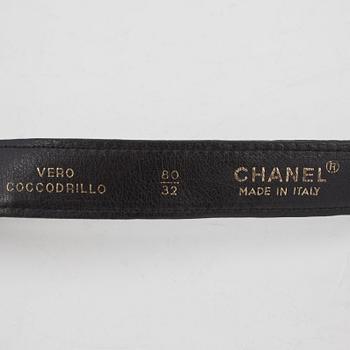 VERO
COCCODRILLO
80
32
CHANEL ®
MADE IN ITALY